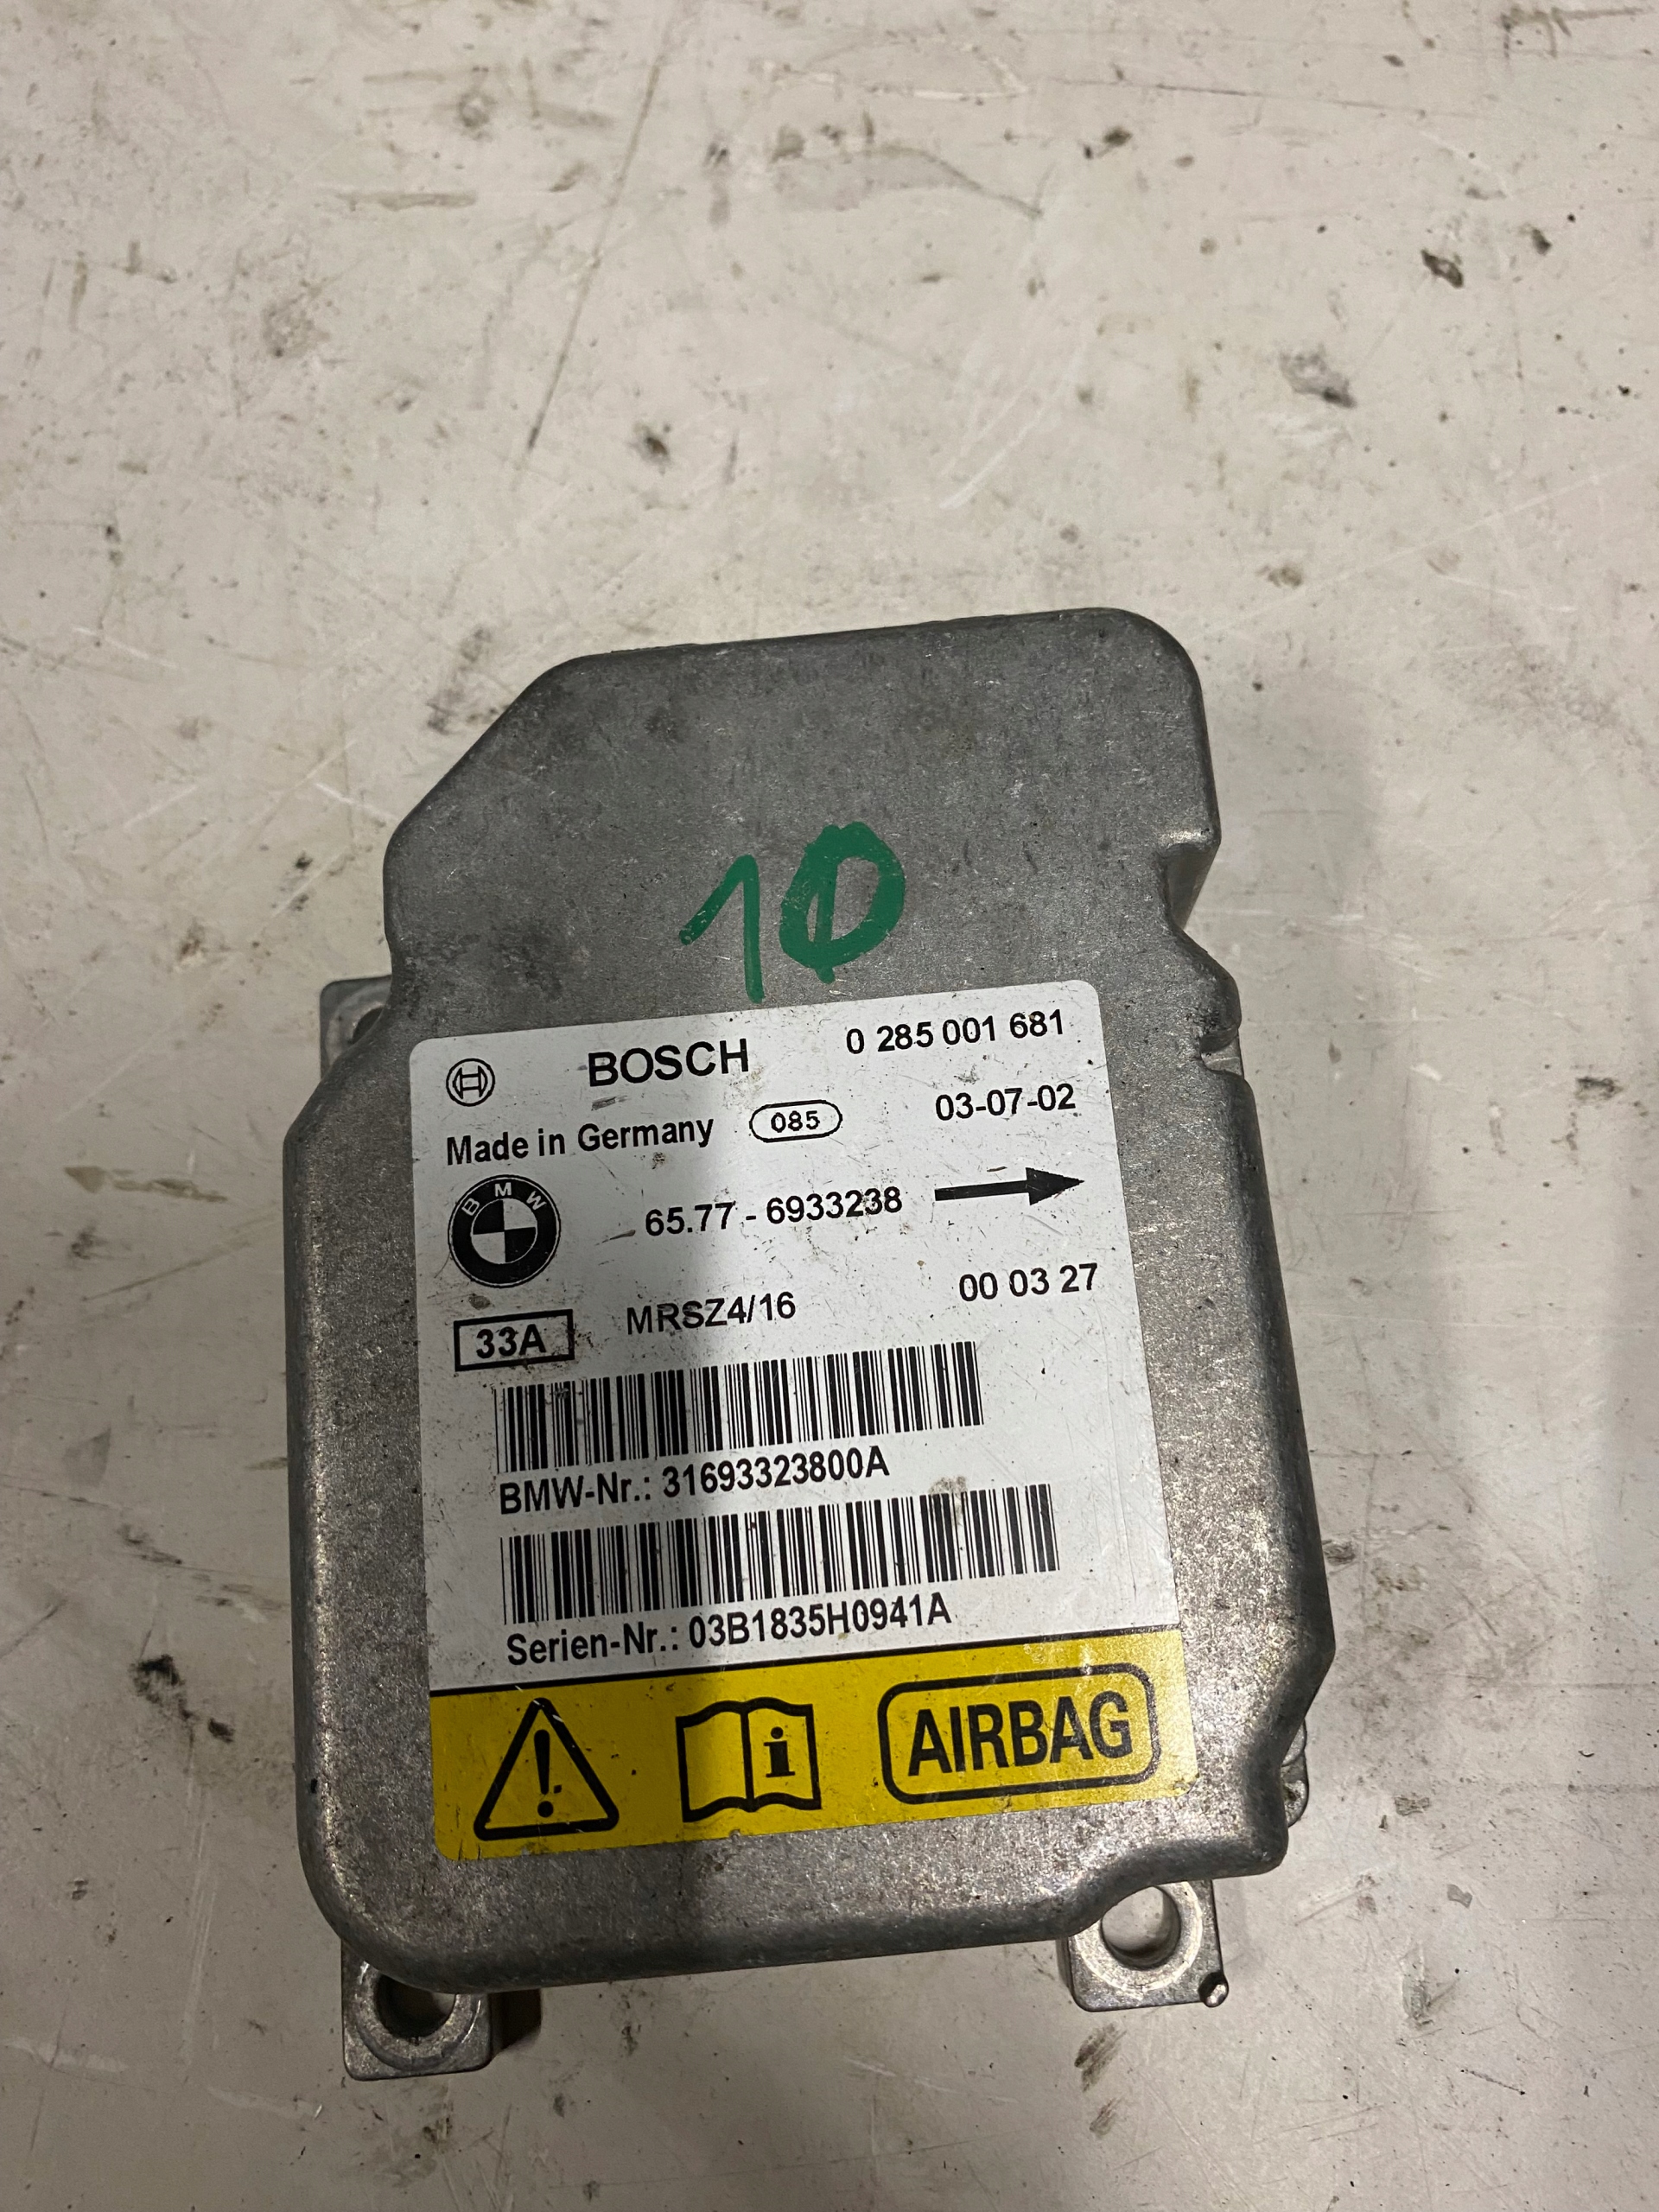 10
BOSCH 0 285 001 681
Made in Germany 085 03-07-02
BMW 65.77 - 6933238
33A MRSZ4/16 00 03 27
BMW-Nr.: 31693323800A
Serien-Nr.: 03B1835H0941A
! i AIRBAG